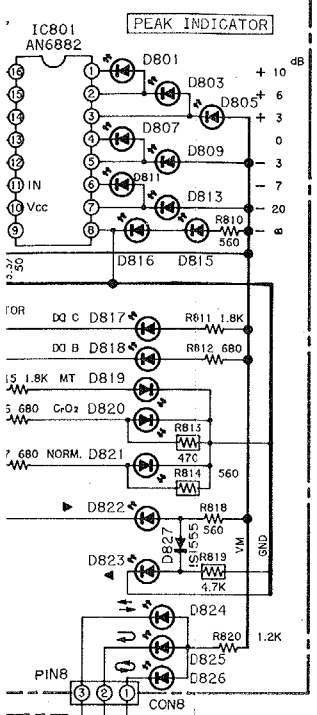 IC801
AN6882
PEAK INDICATOR
dB
16 1 D801 + 10
15 2 D803 + 6
14 3 D805 + 3
13 4 D807 0
12 5 D809 - 3
11 IN 6 D811 - 7
10 Vcc 7 D813 - 20
9 8 R810 - ∞
560
D816 D815
50
TOR
DD C D817 R811 1.8K
DD B D818 R812 680
15 1.8K MT D819
680 CrO2 D820
R813
470
7 680 NORM. D821
R814 560
D822 R818
560
D827 1S1555 VM GND
D823 R819
4.7K
D824
R820 1.2K
D825
D826
PIN8 3 2 1 CON8